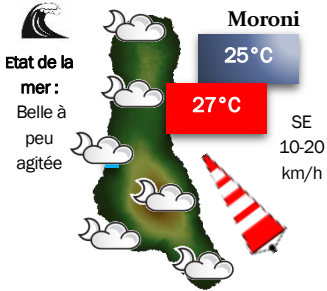 Moroni
25°C
27°C
Etat de la
mer :
Belle à
peu
agitée
SE
10-20
km/h